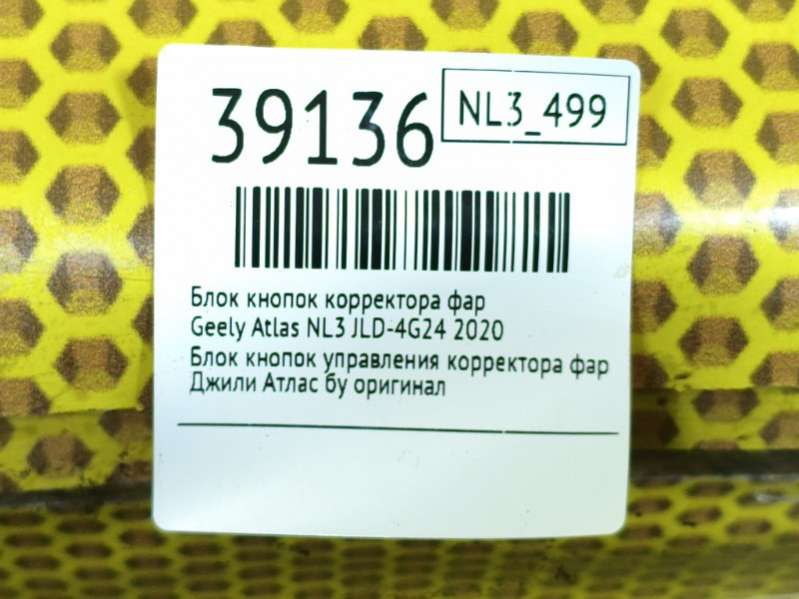 39136
NL3_499
Блок кнопок корректора фар
Geely Atlas NL3 JLD-4G24 2020
Блок кнопок управления корректора фар
Джили Атлас бу оригинал